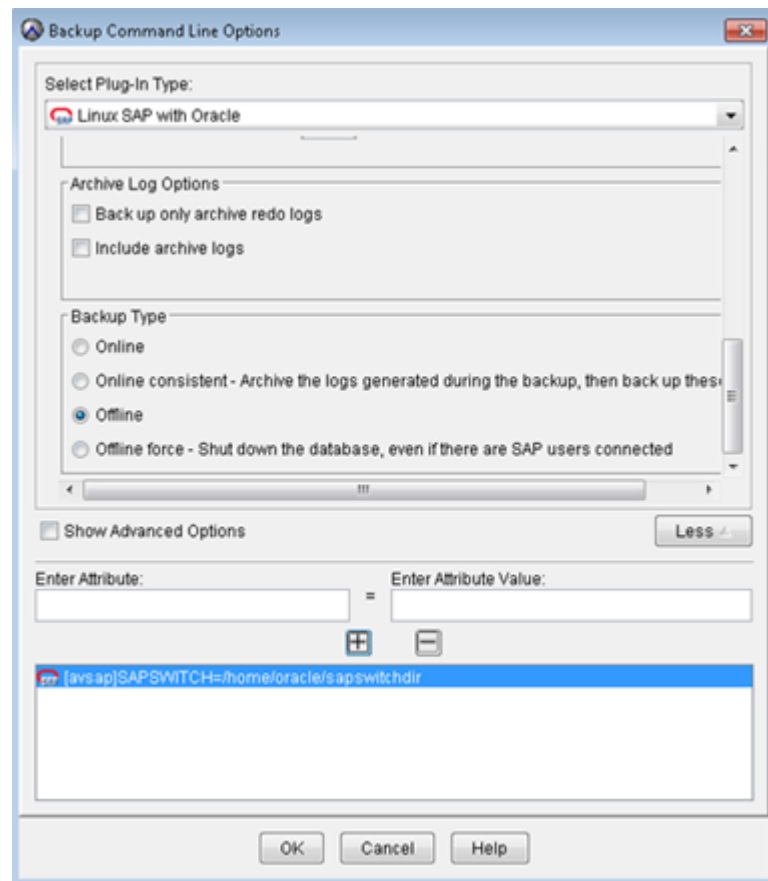 Backup Command Line Options
Select Plug-In Type:
Linux SAP with Oracle
Archive Log Options
Back up only archive redo logs
Include archive logs
Backup Type
Online
Online consistent - Archive the logs generated during the backup, then back up these
Offline
Offline force - Shut down the database, even if there are SAP users connected
Show Advanced Options
Less
Enter Attribute:
=
Enter Attribute Value:
[avsap]SAPSWITCH=/home/oracle/sapswitchdir
OK
Cancel
Help